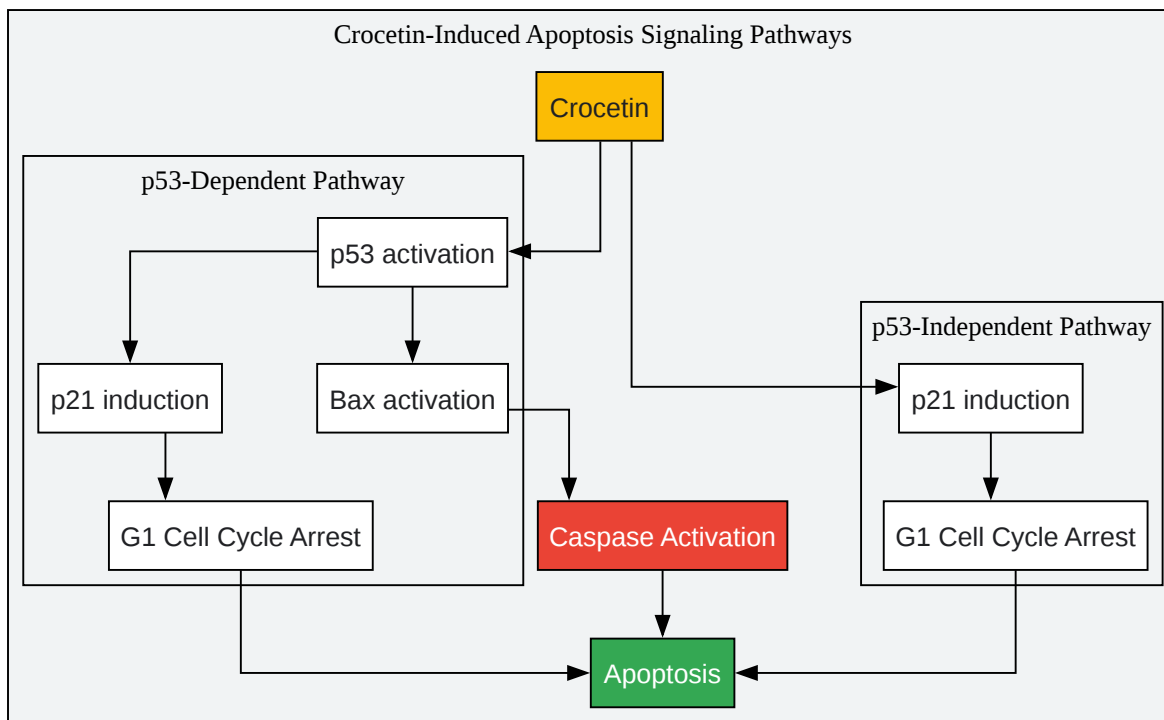 Crocetin-Induced Apoptosis Signaling Pathways
Crocetin
p53-Dependent Pathway
p53 activation
p21 induction
Bax activation
G1 Cell Cycle Arrest
p53-Independent Pathway
p21 induction
G1 Cell Cycle Arrest
Caspase Activation
Apoptosis